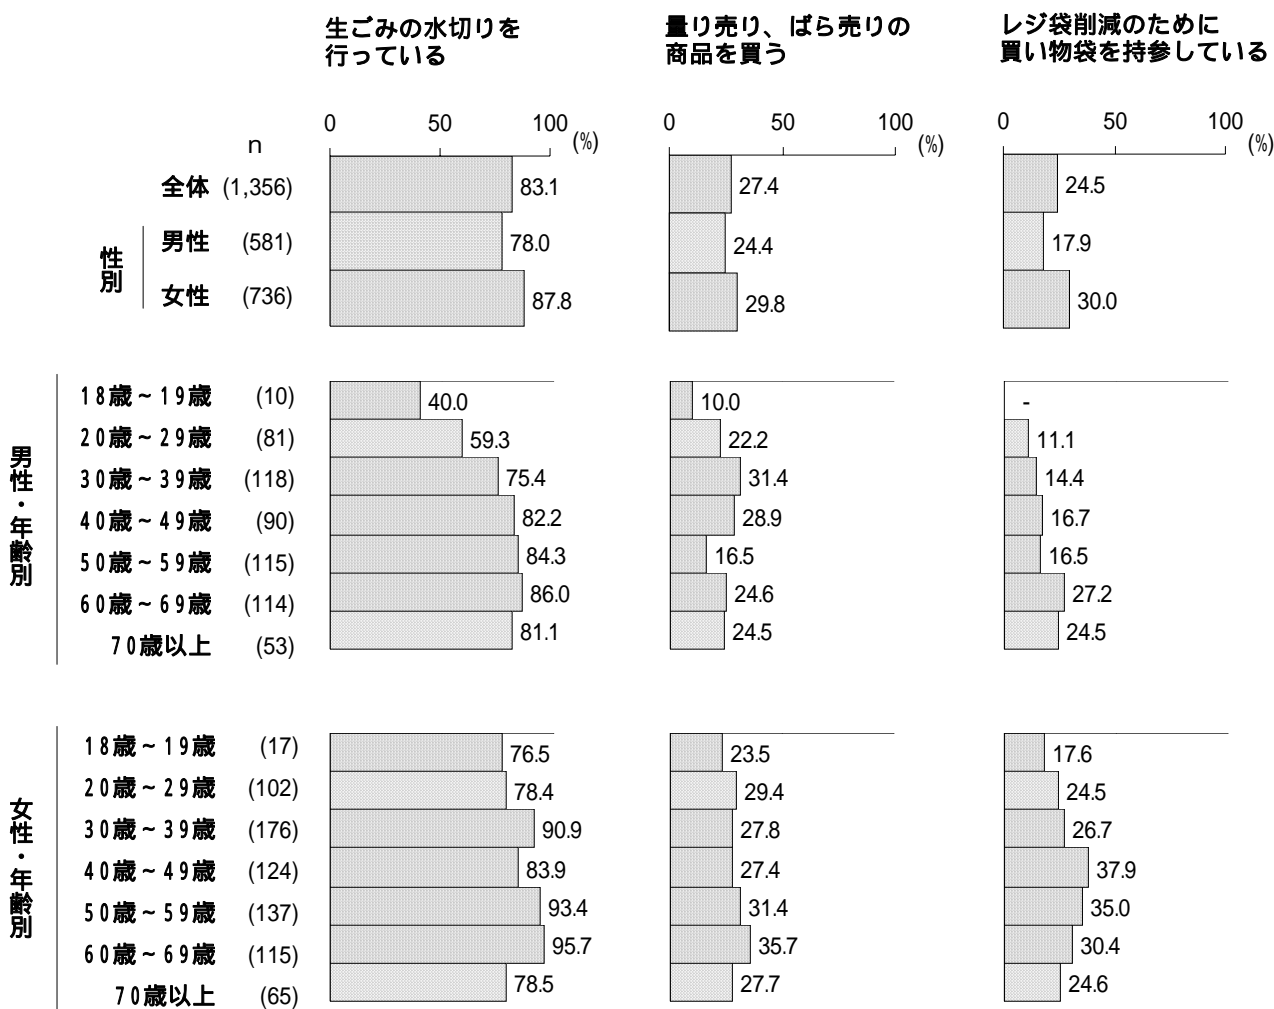 生ごみの水切りを
行っている
量り売り、ばら売りの
商品を買う
レジ袋削減のために
買い物袋を持参している
0 50 100 (%)
0 50 100 (%)
0 50 100 (%)
n
全体 (1,356) 83.1 27.4 24.5
性別
男性 (581) 78.0 24.4 17.9
女性 (736) 87.8 29.8 30.0
男性・年齢別
18歳~19歳 (10) 40.0 10.0 -
20歳~29歳 (81) 59.3 22.2 11.1
30歳~39歳 (118) 75.4 31.4 14.4
40歳~49歳 (90) 82.2 28.9 16.7
50歳~59歳 (115) 84.3 16.5 16.5
60歳~69歳 (114) 86.0 24.6 27.2
70歳以上 (53) 81.1 24.5 24.5
女性・年齢別
18歳~19歳 (17) 76.5 23.5 17.6
20歳~29歳 (102) 78.4 29.4 24.5
30歳~39歳 (176) 90.9 27.8 26.7
40歳~49歳 (124) 83.9 27.4 37.9
50歳~59歳 (137) 93.4 31.4 35.0
60歳~69歳 (115) 95.7 35.7 30.4
70歳以上 (65) 78.5 27.7 24.6